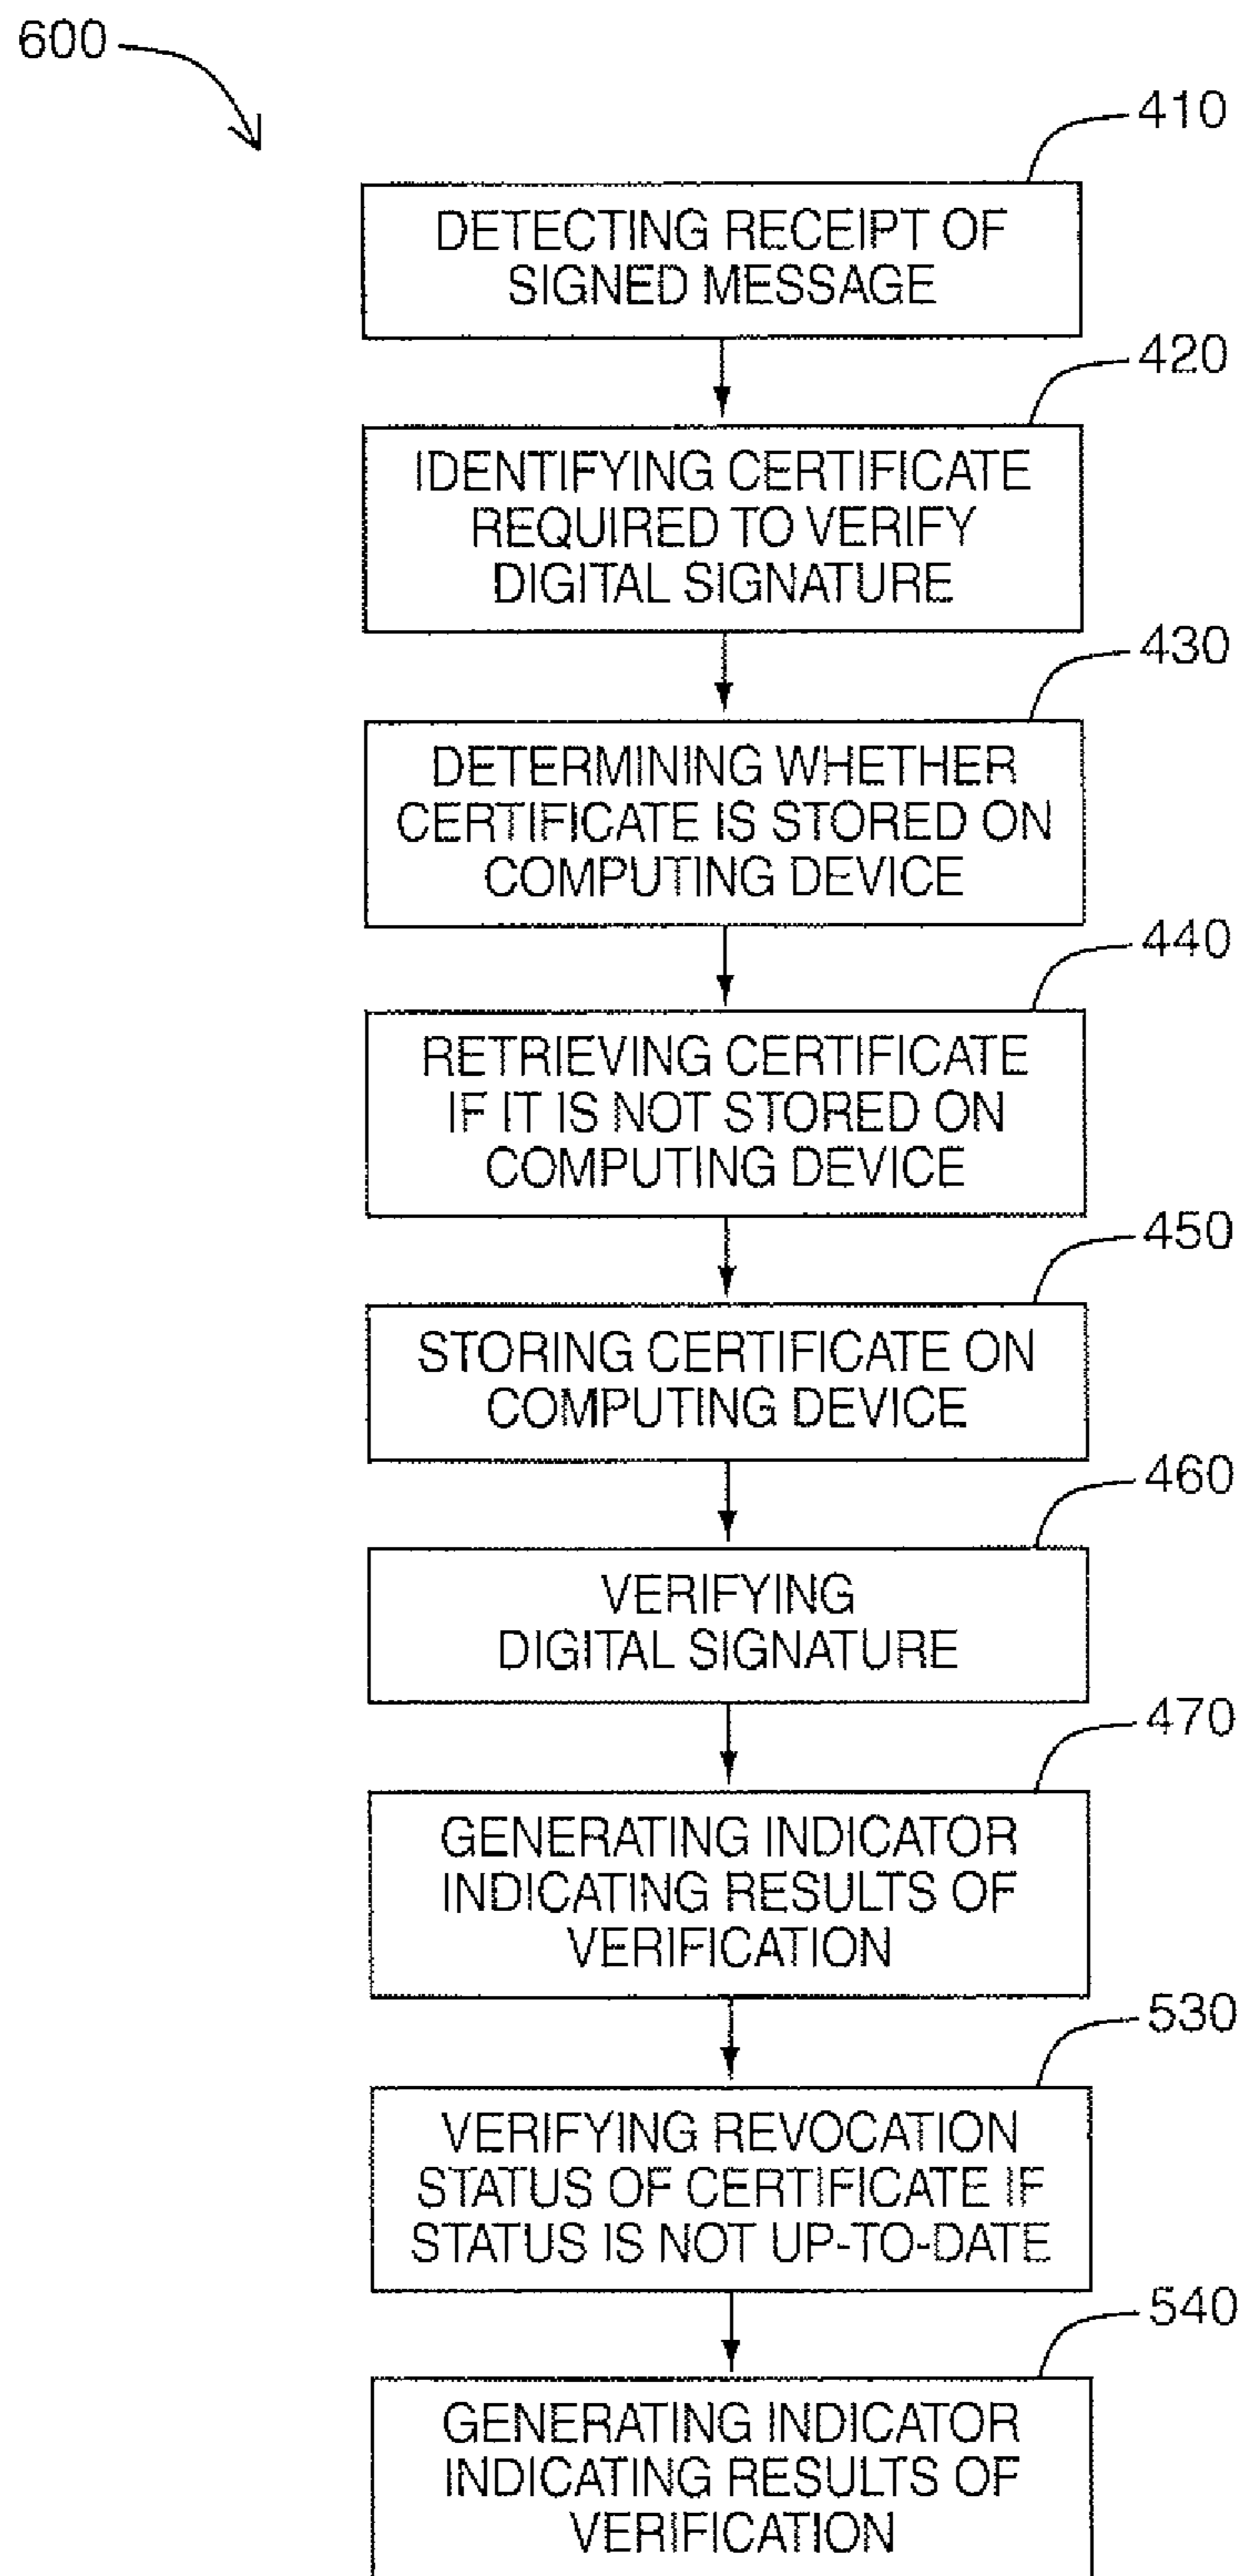 600
410
DETECTING RECEIPT OF
SIGNED MESSAGE
420
IDENTIFYING CERTIFICATE
REQUIRED TO VERIFY
DIGITAL SIGNATURE
430
DETERMINING WHETHER
CERTIFICATE IS STORED ON
COMPUTING DEVICE
440
RETRIEVING CERTIFICATE
IF IT IS NOT STORED ON
COMPUTING DEVICE
450
STORING CERTIFICATE ON
COMPUTING DEVICE
460
VERIFYING
DIGITAL SIGNATURE
470
GENERATING INDICATOR
INDICATING RESULTS OF
VERIFICATION
530
VERIFYING REVOCATION
STATUS OF CERTIFICATE IF
STATUS IS NOT UP-TO-DATE
540
GENERATING INDICATOR
INDICATING RESULTS OF
VERIFICATION